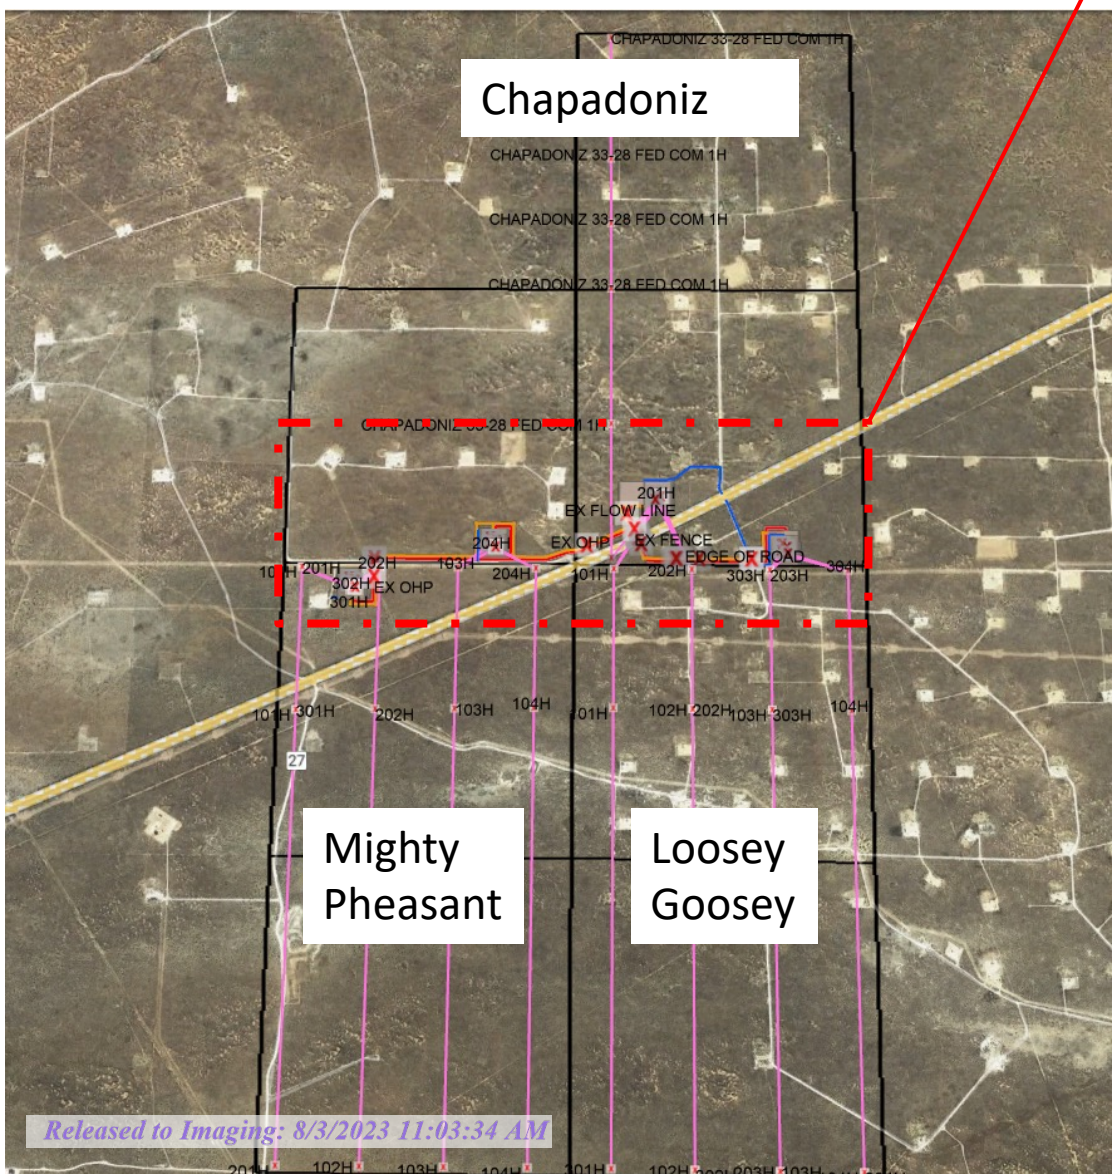 CHAPADONIZ 33-28 FED COM 1H
Chapadoniz
CHAPADONIZ 33-28 FED COM 1H
CHAPADONIZ 33-28 FED COM 1H
CHAPADONIZ 33-28 FED COM 1H
CHAPADONIZ 33-28 FED COM 1H
201H
EX FLOW LINE
204H
EX OHP
EX FENCE
202H
EDGE OF ROAD
201H
103H
204H
101H
202H
303H
203H
304H
302H
EX OHP
301H
101H
301H
202H
103H
104H
101H
102H
202H
103H
303H
104H
27
Mighty
Pheasant
Loosey
Goosey
Released to Imaging: 8/3/2023 11:03:34 AM
201H
102H
103H
104H
301H
102H
203H
103H